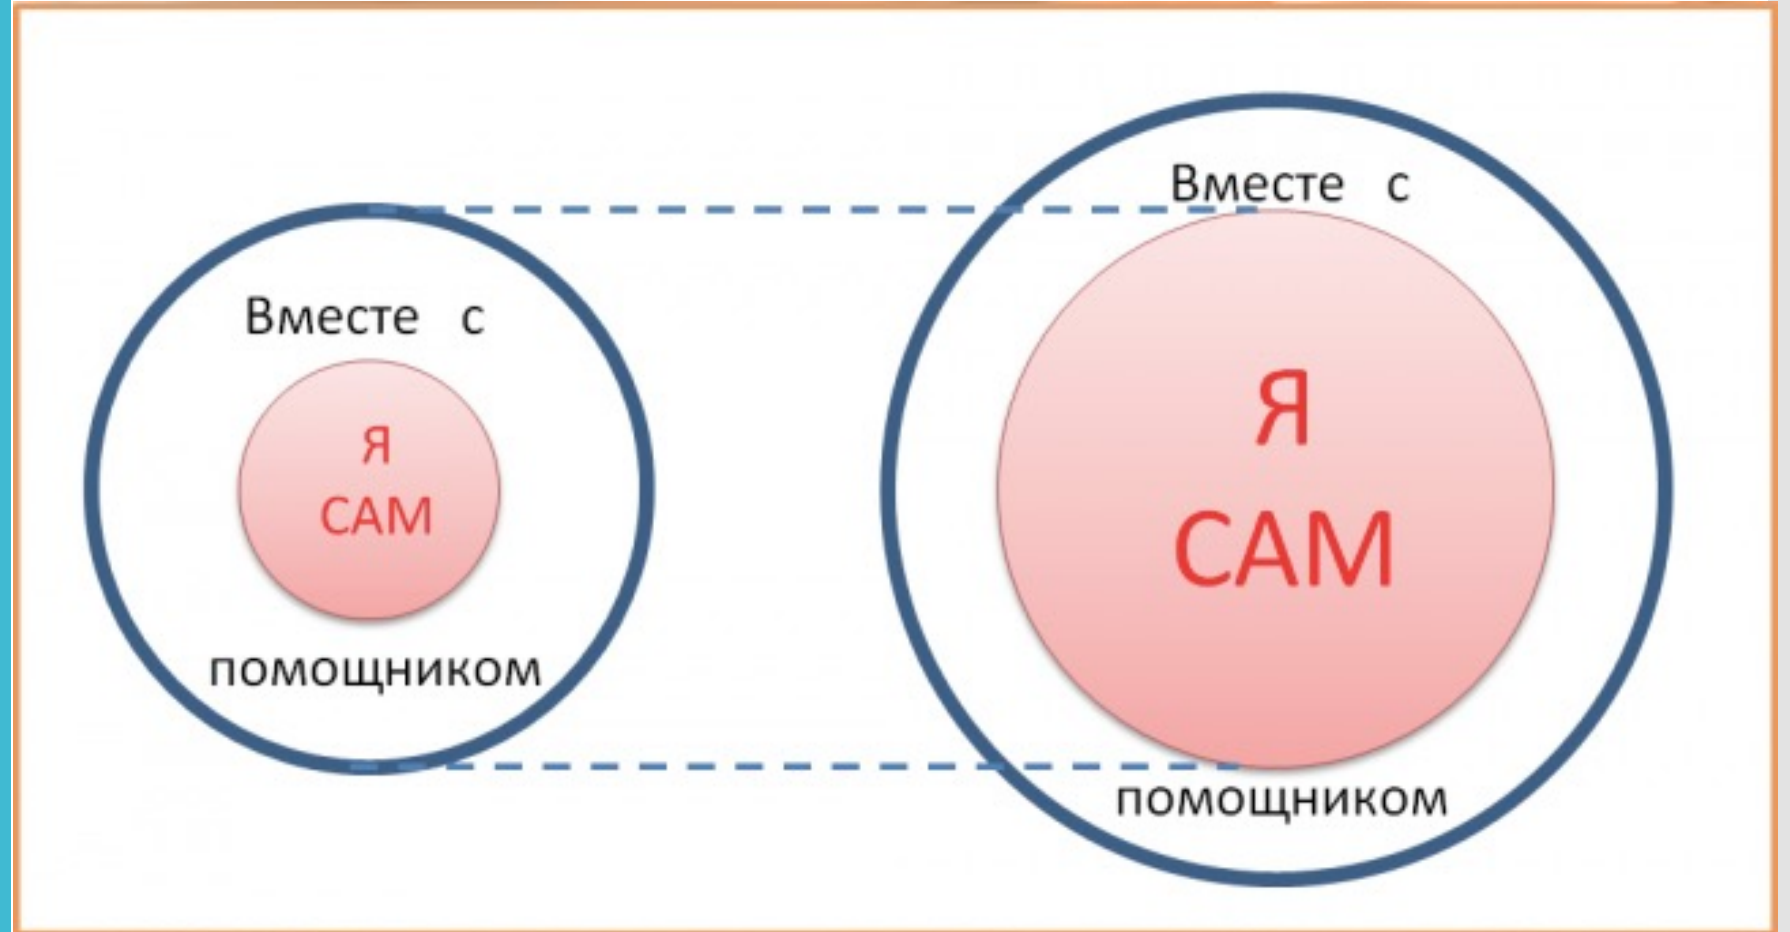 Вместе с
Я
САМ
помощником
Вместе с
Я
САМ
помощником